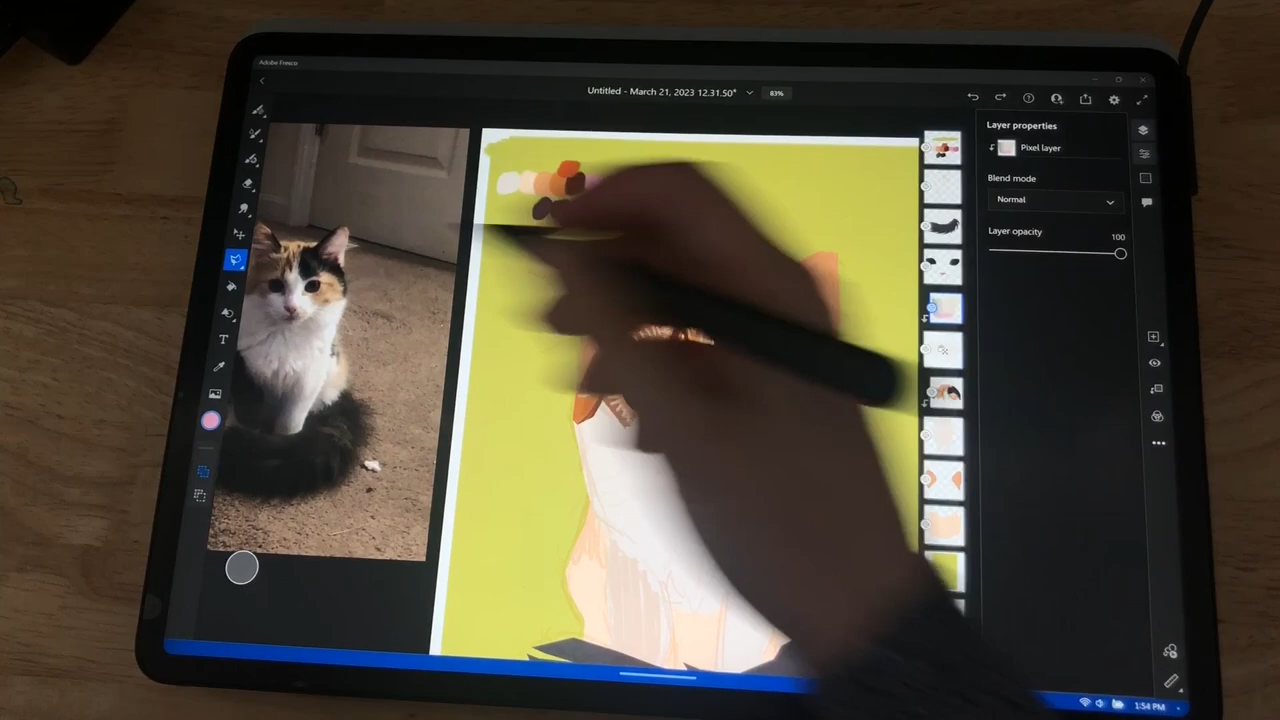 Adobe Fresco
Untitled - March 21, 2023 12.31.50*
83%
Layer properties
Pixel layer
Blend mode
Normal
Layer opacity
100
T
1:54 PM